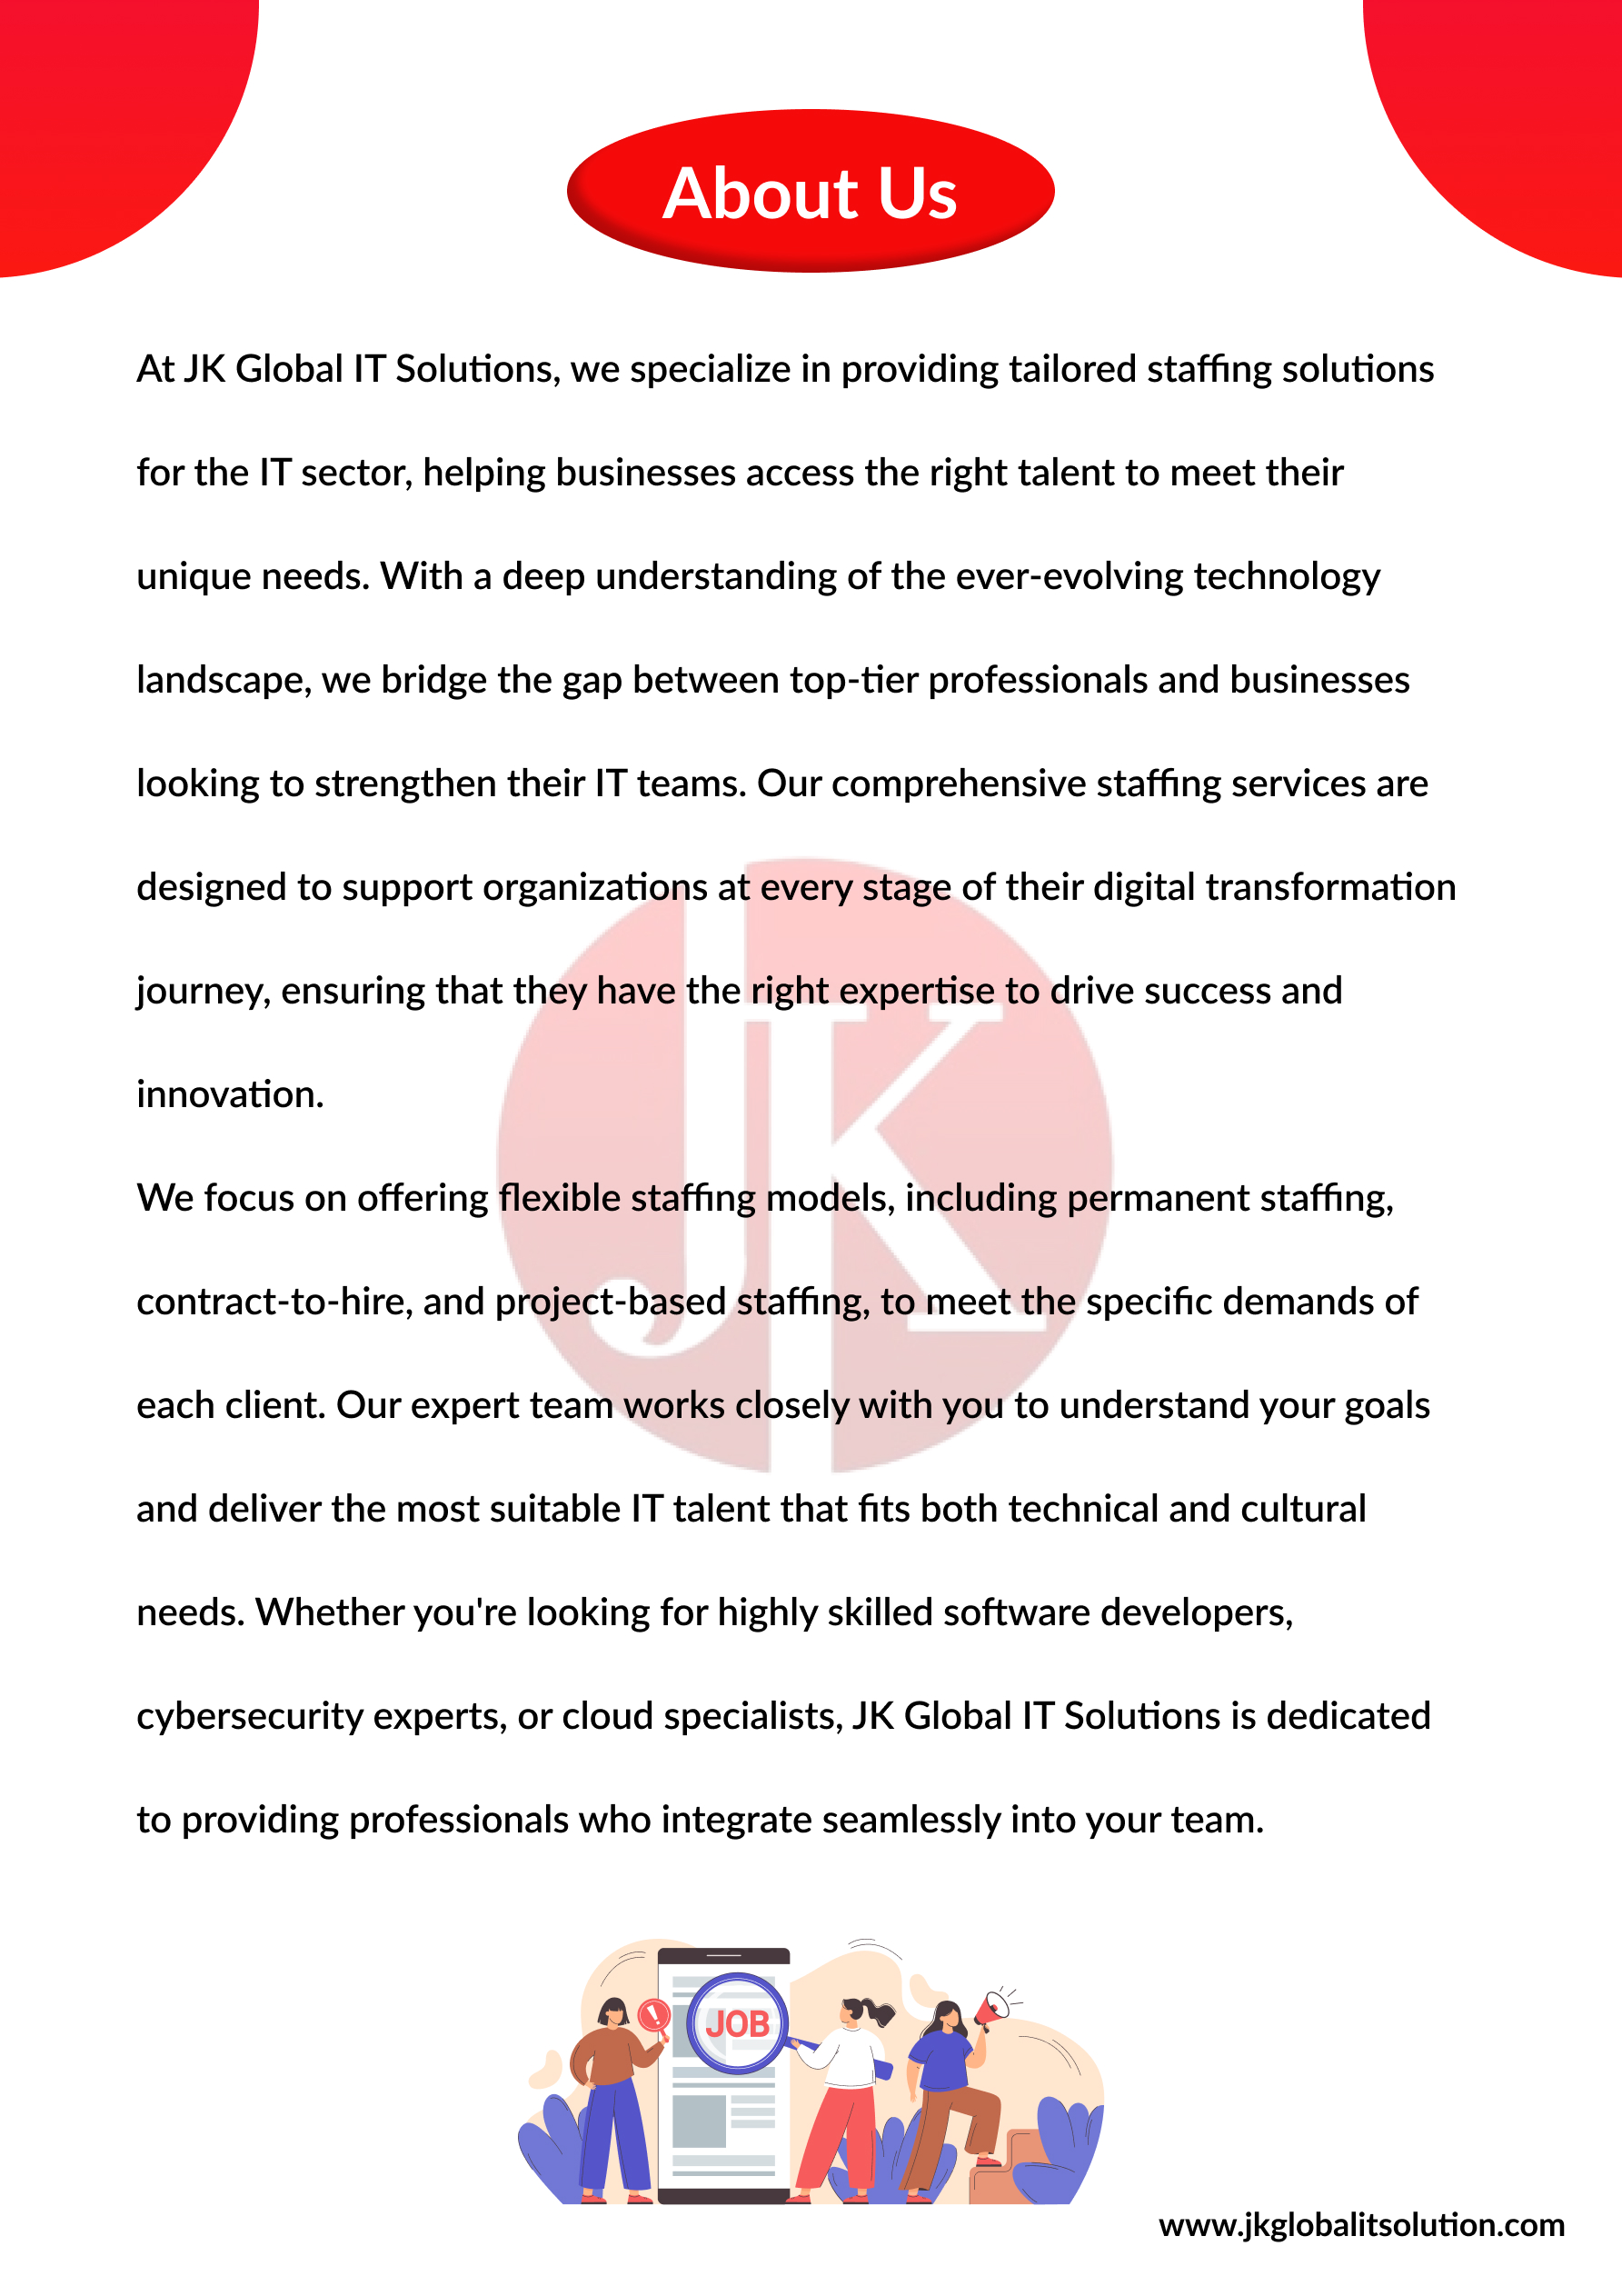 About Us
At JK Global IT Solutions, we specialize in providing tailored staffing solutions
for the IT sector, helping businesses access the right talent to meet their
unique needs. With a deep understanding of the ever-evolving technology
landscape, we bridge the gap between top-tier professionals and businesses
looking to strengthen their IT teams. Our comprehensive staffing services are
designed to support organizations at every stage of their digital transformation
journey, ensuring that they have the right expertise to drive success and
innovation.
We focus on offering flexible staffing models, including permanent staffing,
contract-to-hire, and project-based staffing, to meet the specific demands of
each client. Our expert team works closely with you to understand your goals
and deliver the most suitable IT talent that fits both technical and cultural
needs. Whether you're looking for highly skilled software developers,
cybersecurity experts, or cloud specialists, JK Global IT Solutions is dedicated
to providing professionals who integrate seamlessly into your team.
JK
JOB
www.jkglobalitsolution.com